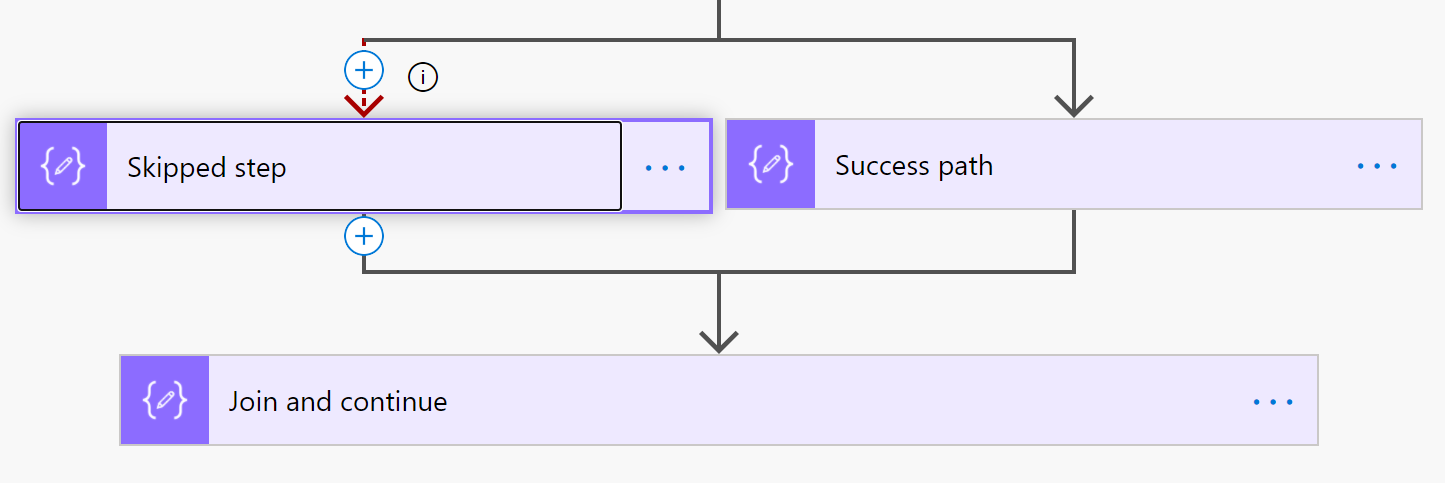 Skipped step
Success path
Join and continue